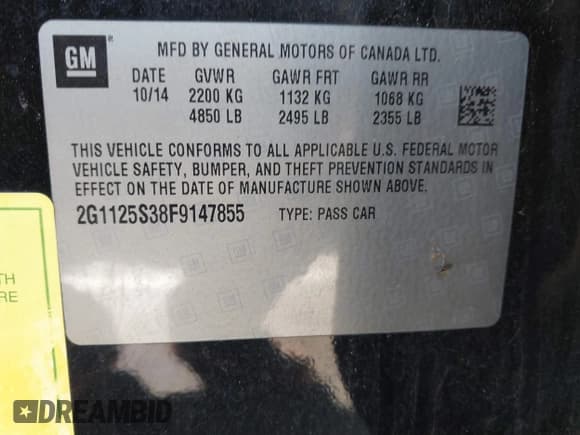 GM
MFD BY GENERAL MOTORS OF CANADA LTD.
DATE GVWR GAWR FRT GAWR RR
10/14 2200 KG 1132 KG 1068 KG
4850 LB 2495 LB 2355 LB
THIS VEHICLE CONFORMS TO ALL APPLICABLE U.S. FEDERAL MOTOR
VEHICLE SAFETY, BUMPER, AND THEFT PREVENTION STANDARDS IN
EFFECT ON THE DATE OF MANUFACTURE SHOWN ABOVE.
2G1125S38F9147855 TYPE: PASS CAR
TH
RE
DREAMBID